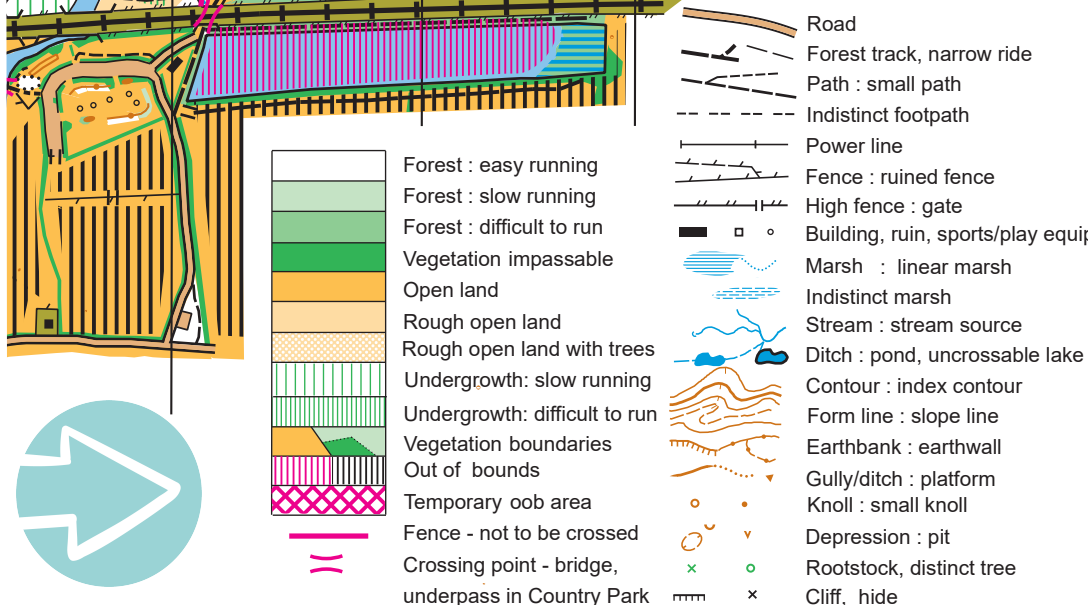 Forest : easy running
Forest : slow running
Forest : difficult to run
Vegetation impassable
Open land
Rough open land
Rough open land with trees
Undergrowth: slow running
Undergrowth: difficult to run
Vegetation boundaries
Out of bounds
Temporary oob area
Fence - not to be crossed
Crossing point - bridge,
underpass in Country Park
Road
Forest track, narrow ride
Path : small path
Indistinct footpath
Power line
Fence : ruined fence
High fence : gate
Building, ruin, sports/play equip
Marsh : linear marsh
Indistinct marsh
Stream : stream source
Ditch : pond, uncrossable lake
Contour : index contour
Form line : slope line
Earthbank : earthwall
Gully/ditch : platform
Knoll : small knoll
Depression : pit
Rootstock, distinct tree
Cliff, hide